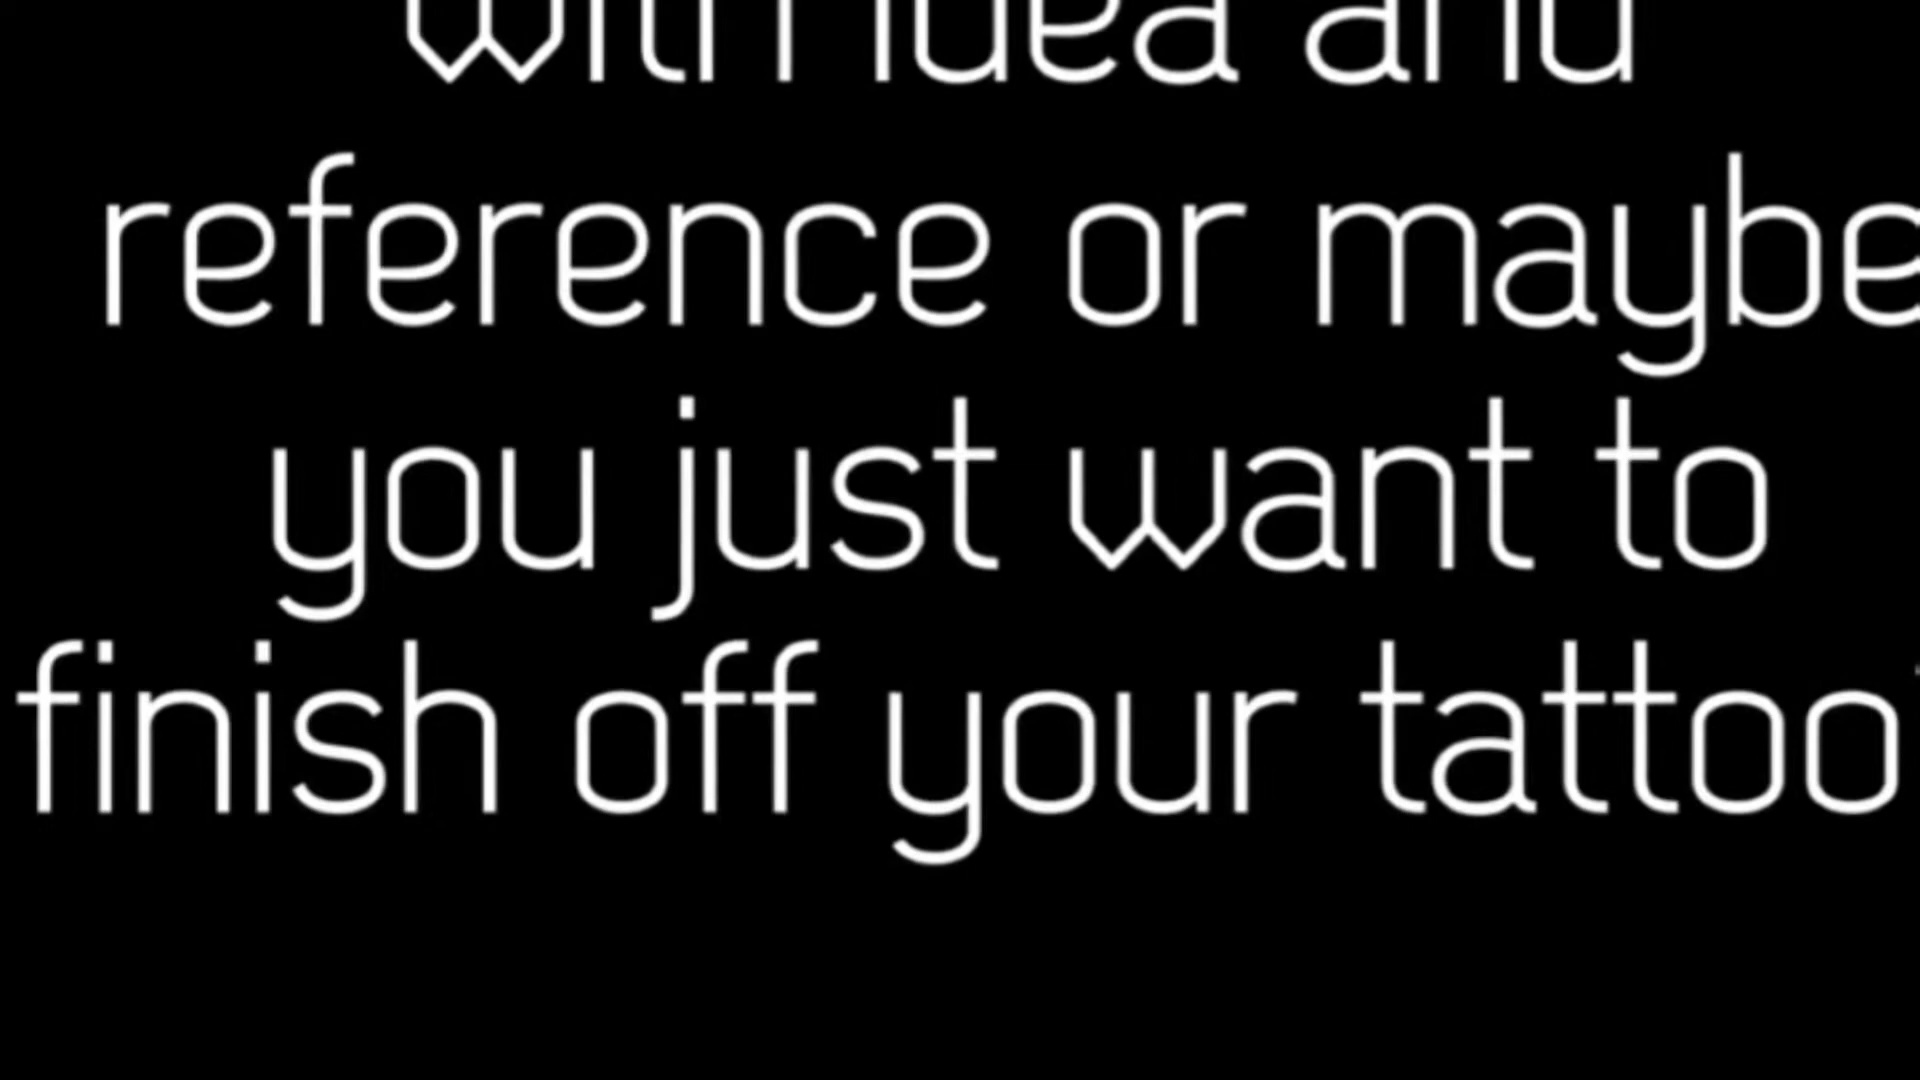 with idea and
reference or maybe
you just want to
finish off your tattoo